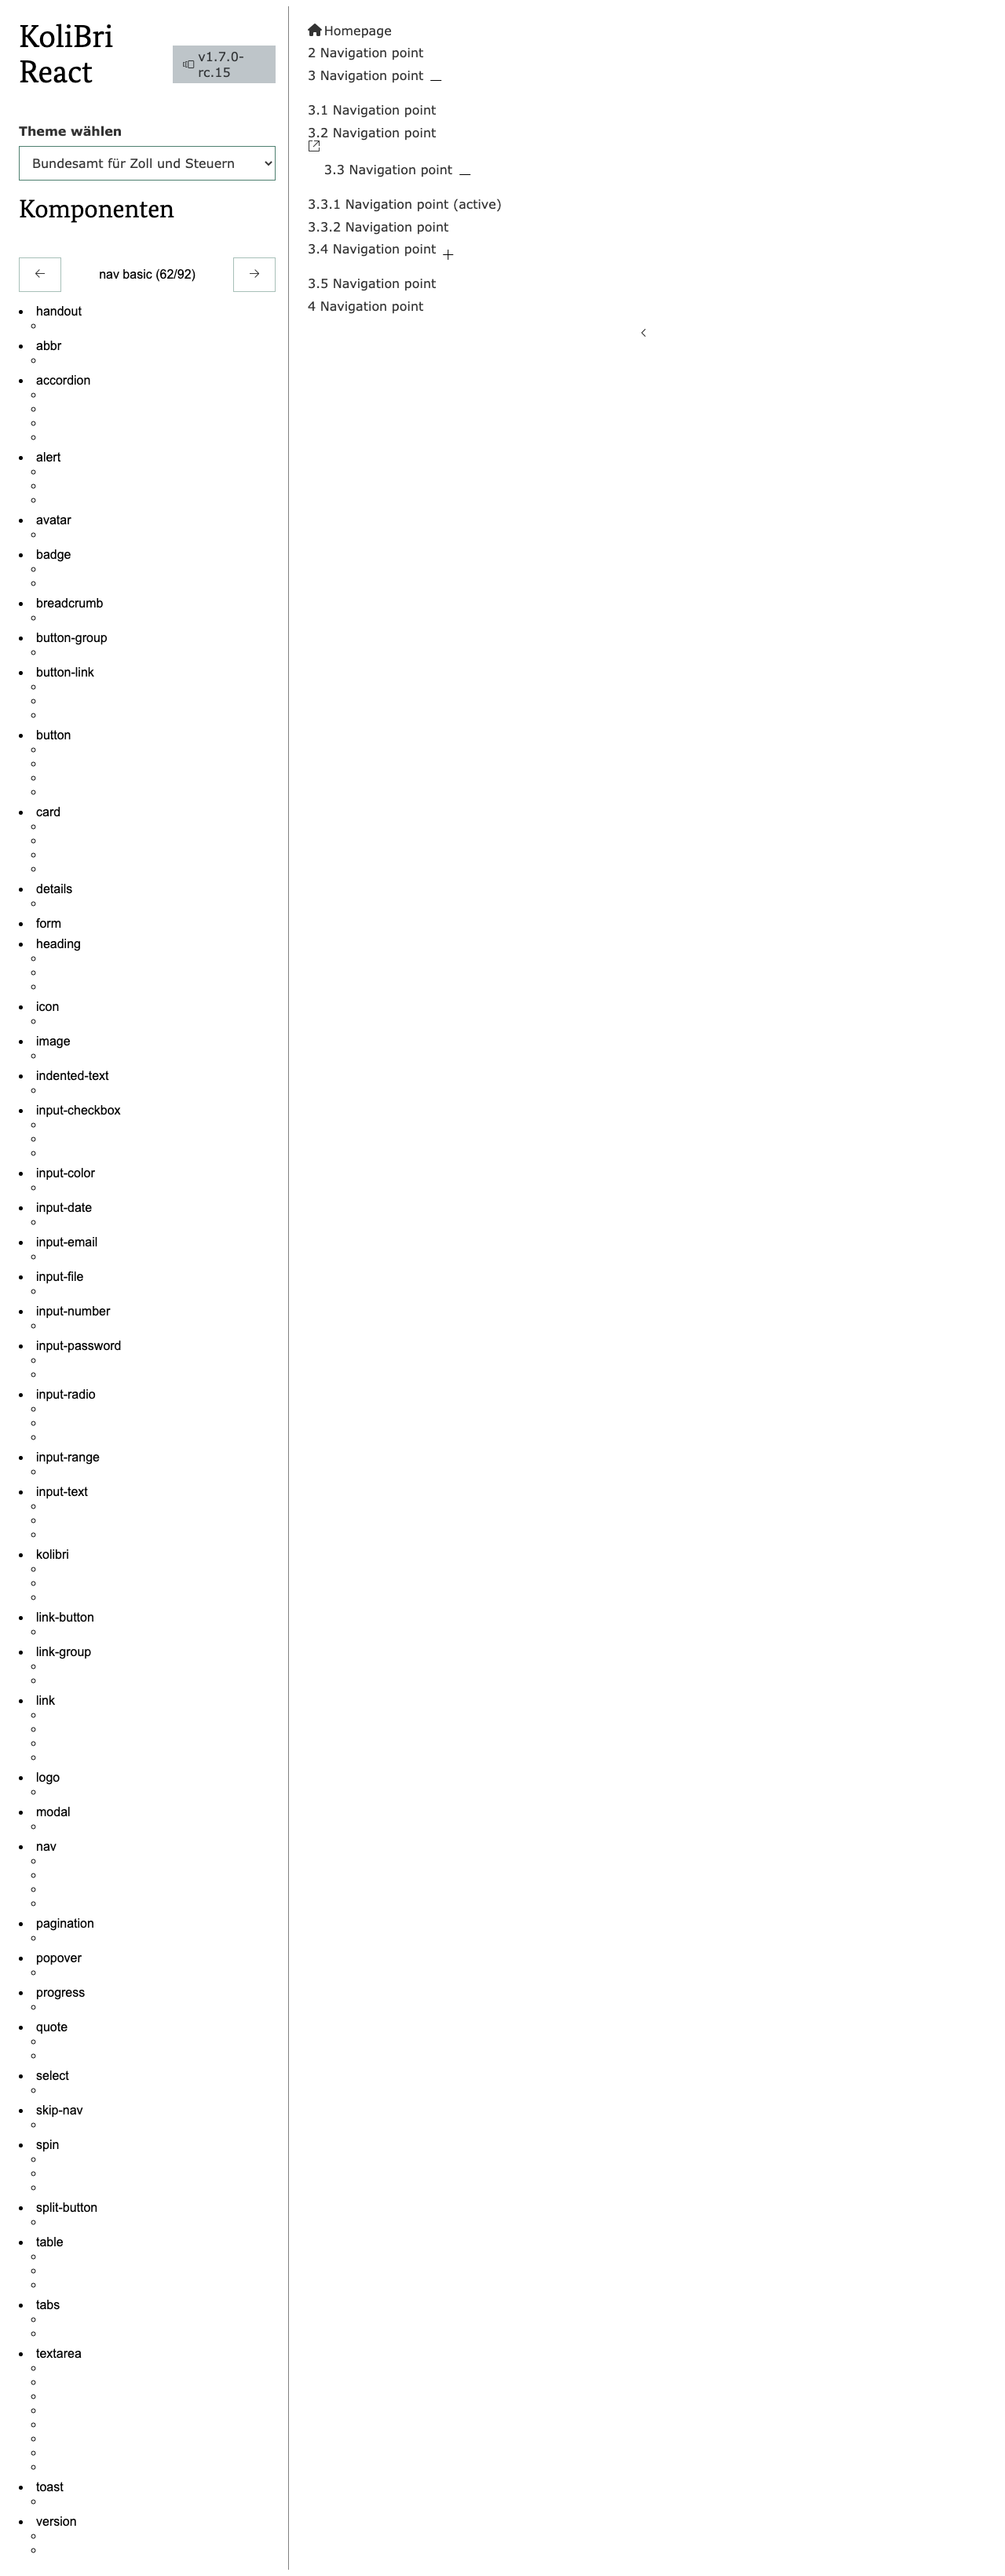 KoliBri
React
v1.7.0-
rc.15
Theme wählen
Bundesamt für Zoll und Steuern
Komponenten
nav basic (62/92)
handout
abbr
accordion
alert
avatar
badge
breadcrumb
button-group
button-link
button
card
details
form
heading
icon
image
indented-text
input-checkbox
input-color
input-date
input-email
input-file
input-number
input-password
input-radio
input-range
input-text
kolibri
link-button
link-group
link
logo
modal
nav
pagination
popover
progress
quote
select
skip-nav
spin
split-button
table
tabs
textarea
toast
version
Homepage
2 Navigation point
3 Navigation point
3.1 Navigation point
3.2 Navigation point
3.3 Navigation point
3.3.1 Navigation point (active)
3.3.2 Navigation point
3.4 Navigation point
3.5 Navigation point
4 Navigation point